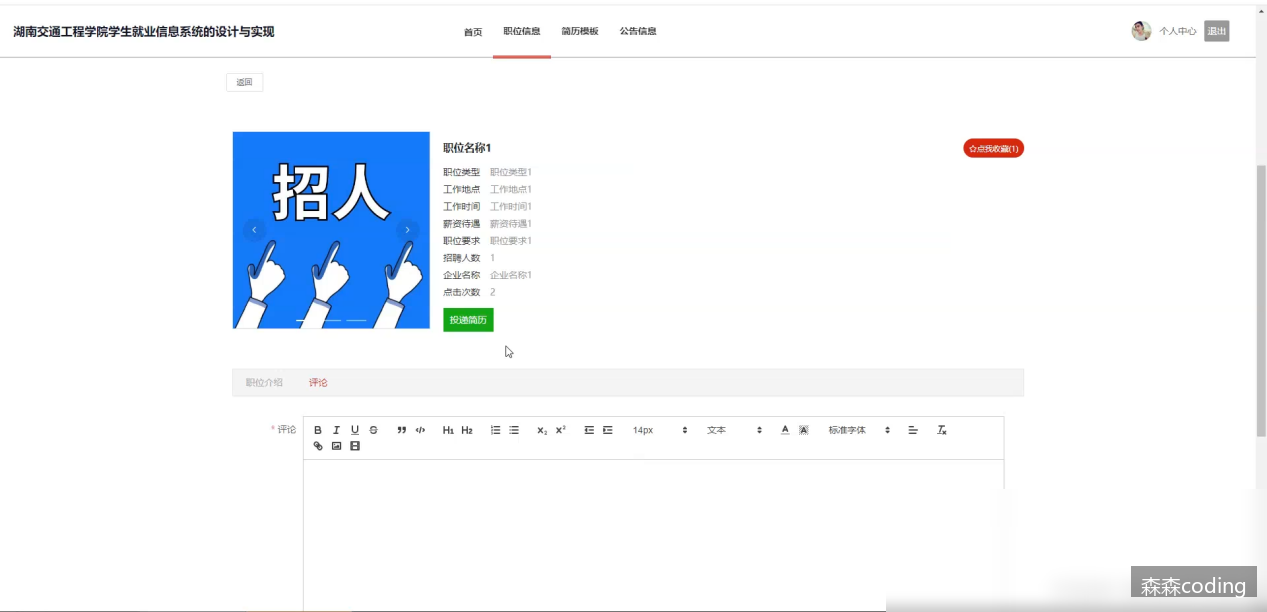 湖南交通工程学院学生就业信息系统的设计与实现
首页 职位信息 简历模板 公告信息
个人中心 退出
返回
招人
职位名称1
点我收藏(1)
职位类型 职位类型1
工作地点 工作地点1
工作时间 工作时间1
薪资待遇 薪资待遇1
职位要求 职位要求1
招聘人数 1
企业名称 企业名称1
点击次数 2
投递简历
职位介绍 评论
* 评论
B I U S H1 H2 X₂ X² 14px 文本 A A 标准字体 Tx
森森coding